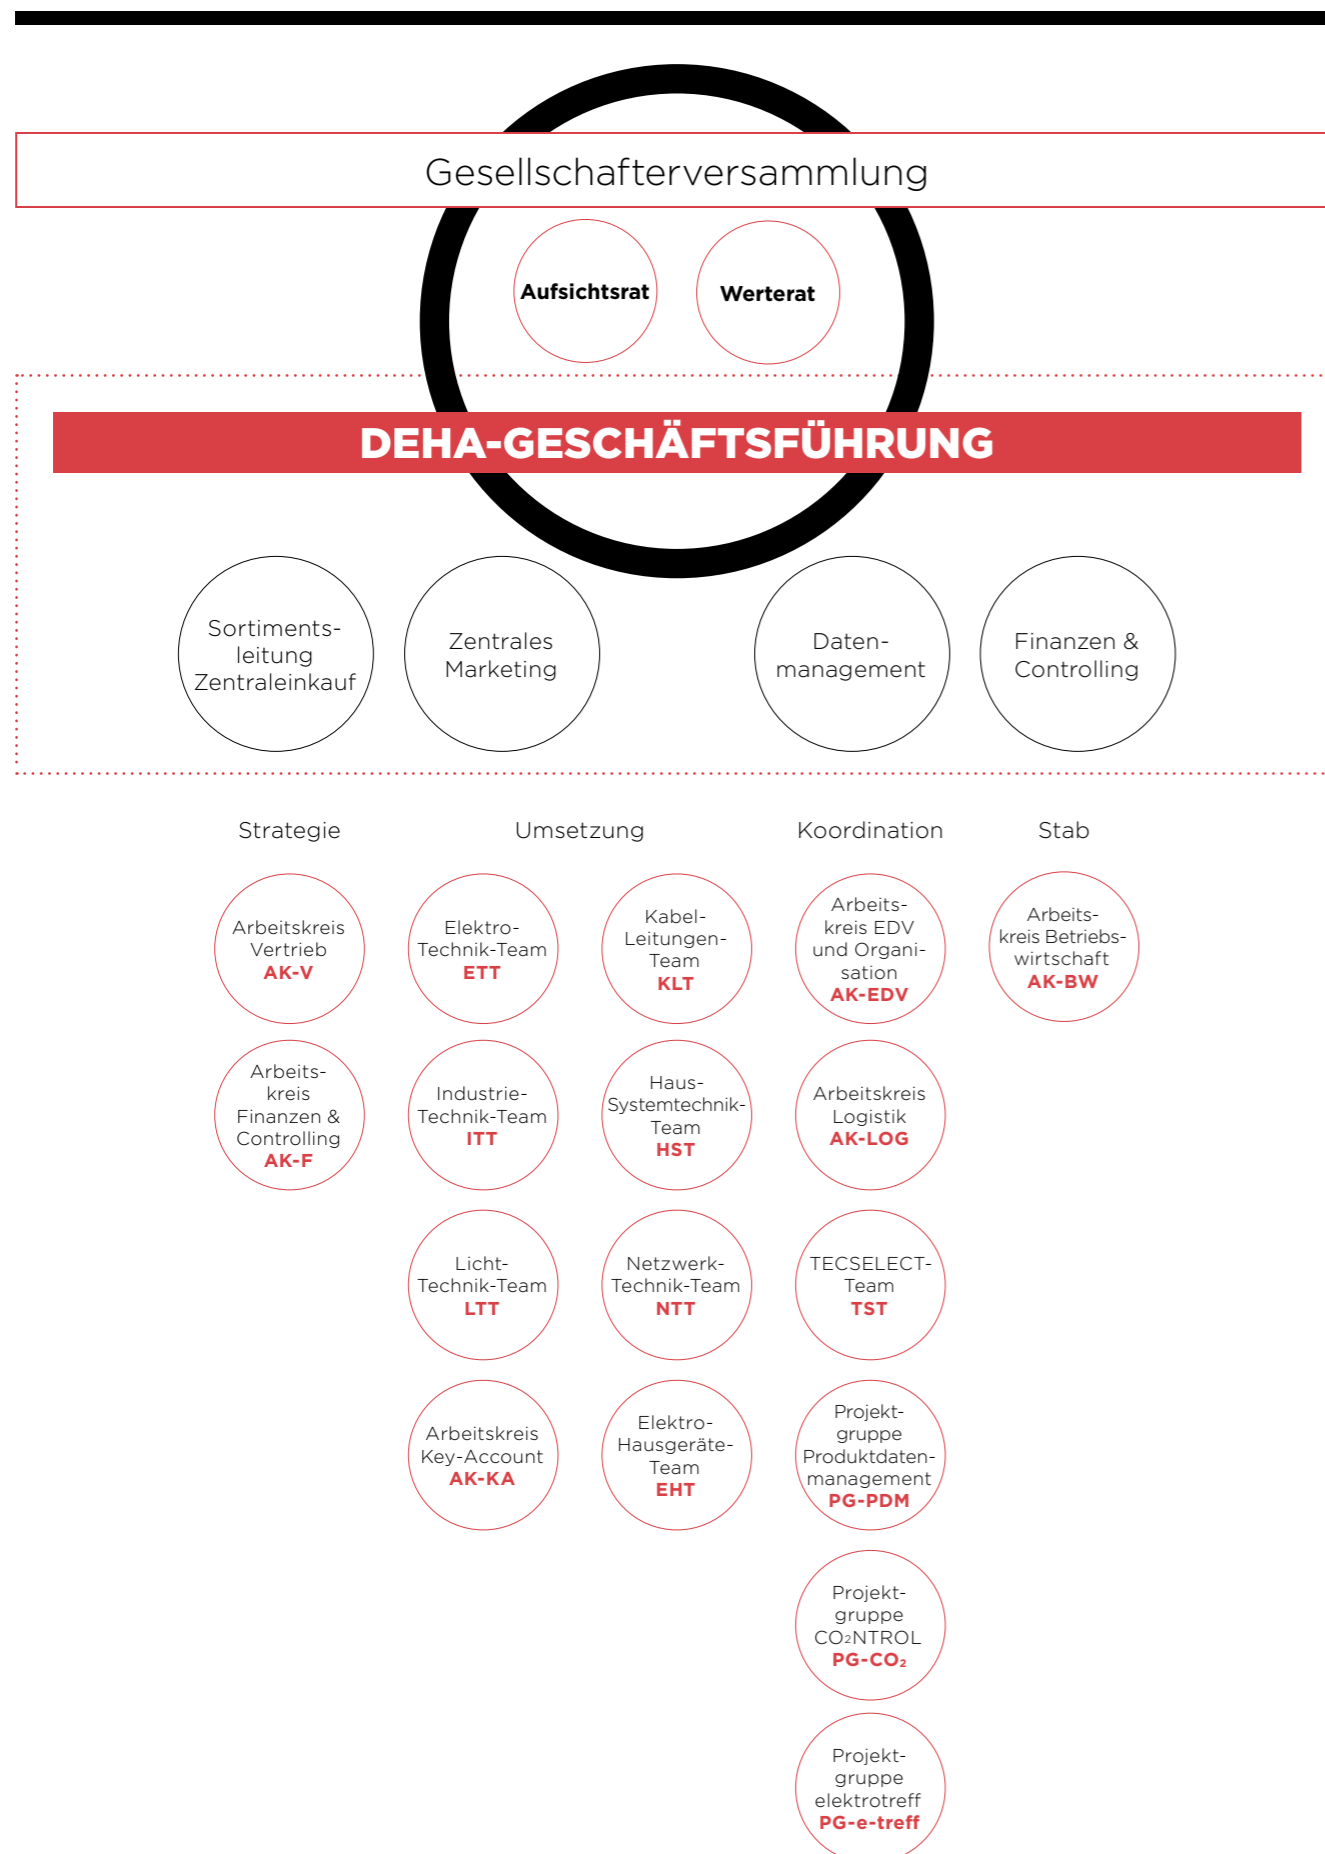 Gesellschafterversammlung
Aufsichtsrat
Werterat
DEHA-GESCHÄFTSFÜHRUNG
Sortiments-
leitung
Zentraleinkauf
Zentrales
Marketing
Daten-
management
Finanzen &
Controlling
Strategie
Umsetzung
Koordination
Stab
Arbeitskreis
Vertrieb
AK-V
Elektro-
Technik-Team
ETT
Kabel-
Leitungen-
Team
KLT
Arbeits-
kreis EDV
und Organi-
sation
AK-EDV
Arbeits-
kreis Betriebs-
wirtschaft
AK-BW
Arbeits-
kreis
Finanzen &
Controlling
AK-F
Industrie-
Technik-Team
ITT
Haus-
Systemtechnik-
Team
HST
Arbeitskreis
Logistik
AK-LOG
Licht-
Technik-Team
LTT
Netzwerk-
Technik-Team
NTT
TECSELECT-
Team
TST
Arbeitskreis
Key-Account
AK-KA
Elektro-
Hausgeräte-
Team
EHT
Projekt-
gruppe
Produktdaten-
management
PG-PDM
Projekt-
gruppe
CO₂NTROL
PG-CO₂
Projekt-
gruppe
elektrotreff
PG-e-treff